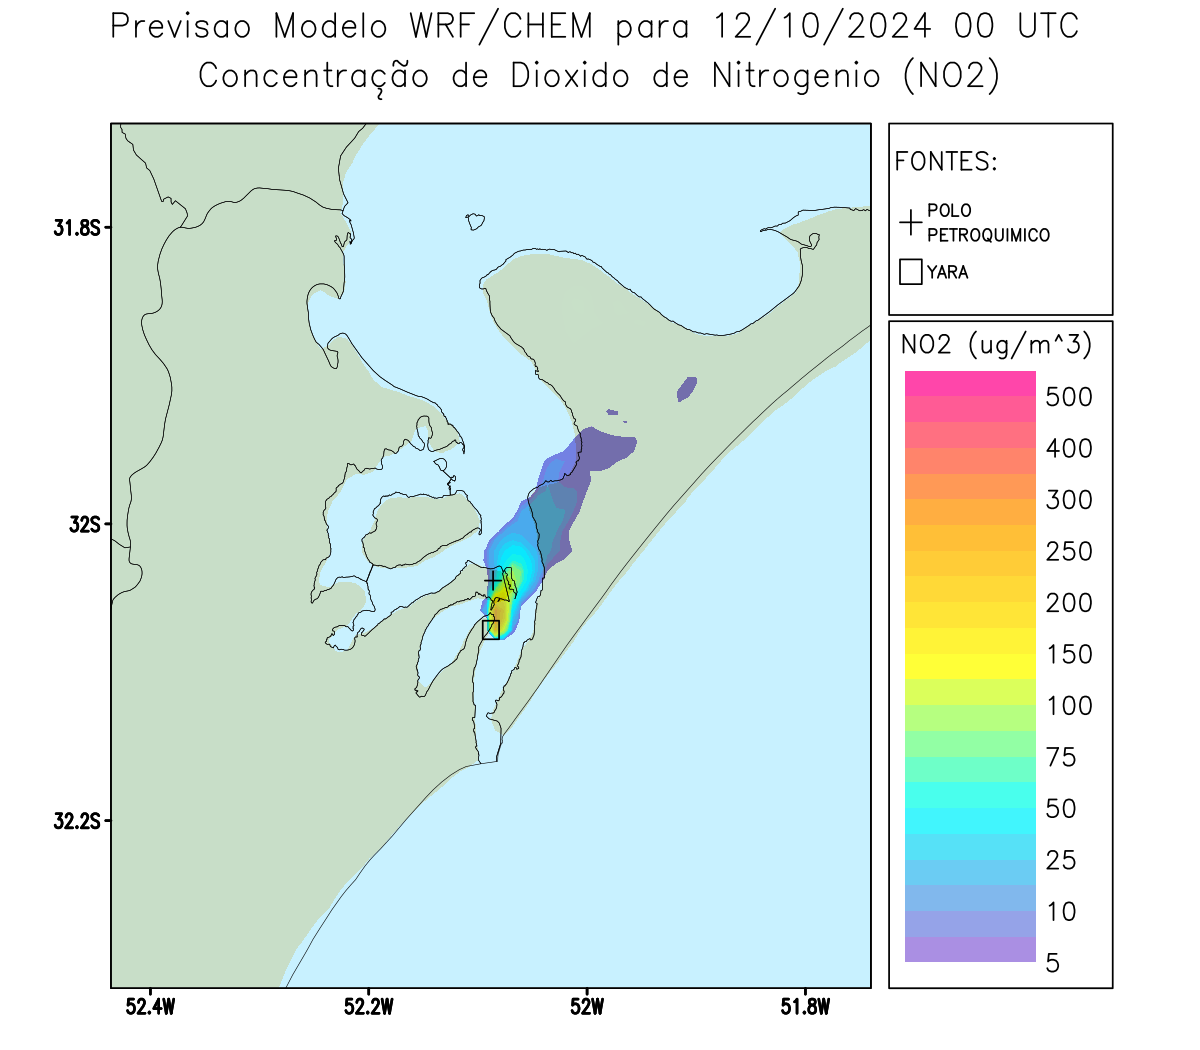 Previsao Modelo WRF/CHEM para 12/10/2024 00 UTC
Concentração de Dioxido de Nitrogenio (NO2)
FONTES:
POLO
PETROQUIMICO
YARA
NO2 (ug/m^3)
500
400
300
250
200
150
100
75
50
25
10
5
31.8S
32S
32.2S
52.4W
52.2W
52W
51.8W